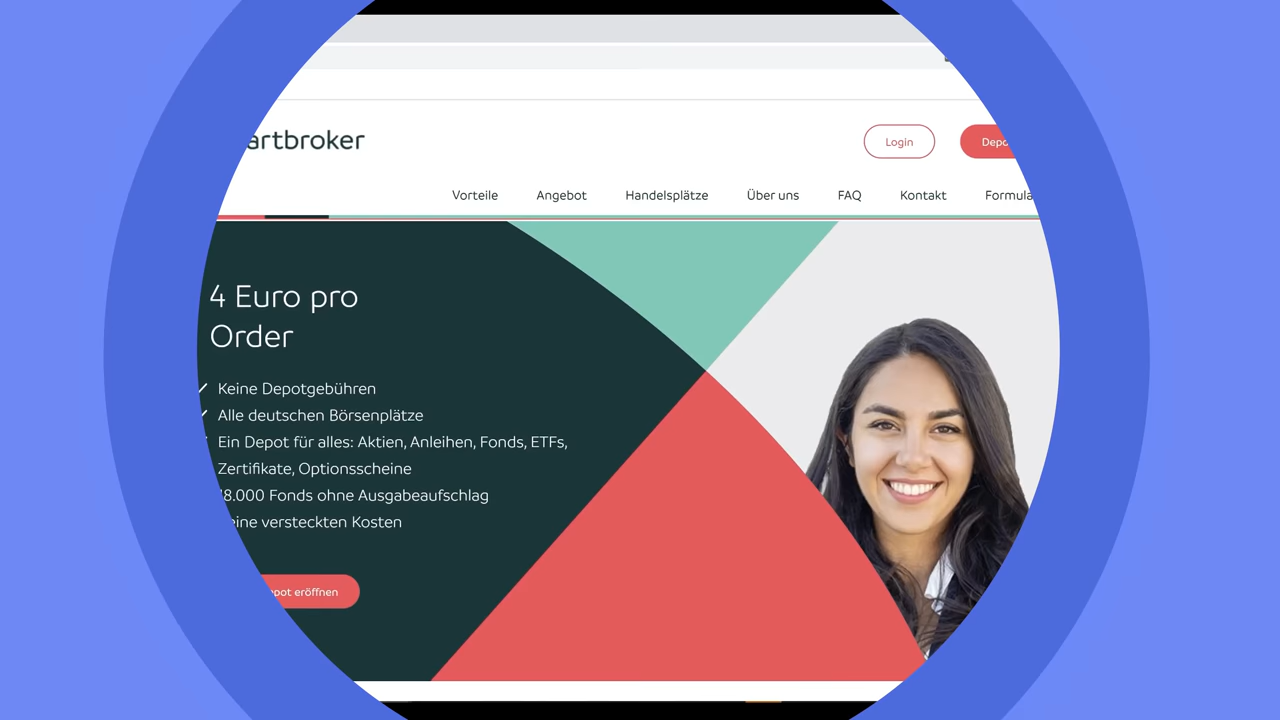 artbroker
Login
Depo
Vorteile Angebot Handelsplätze Über uns FAQ Kontakt Formula
4 Euro pro
Order
Keine Depotgebühren
Alle deutschen Börsenplätze
Ein Depot für alles: Aktien, Anleihen, Fonds, ETFs,
Zertifikate, Optionsscheine
18.000 Fonds ohne Ausgabeaufschlag
eine versteckten Kosten
pot eröffnen